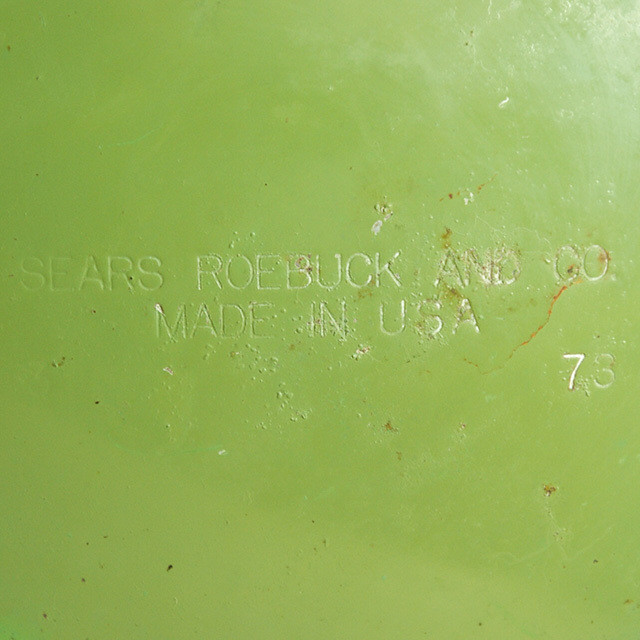 SEARS ROEBUCK AND CO.
MADE IN USA
73